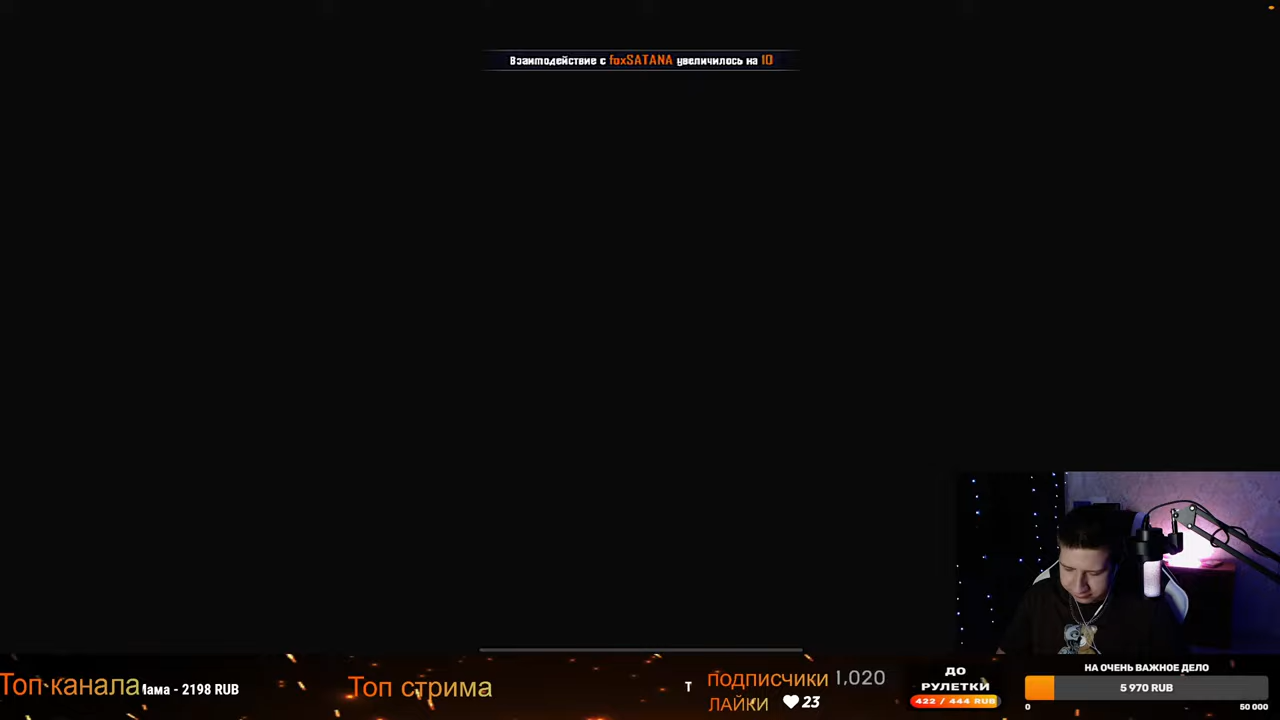 Взаимодействие с foxSATANA увеличилось на 10
Топ канала
Мама - 2198 RUB
Топ стрима
Т
подписчики 1,020
ЛАЙКИ 23
ДО
РУЛЕТКИ
422 / 444 RUB
НА ОЧЕНЬ ВАЖНОЕ ДЕЛО
5 970 RUB
0
50 000